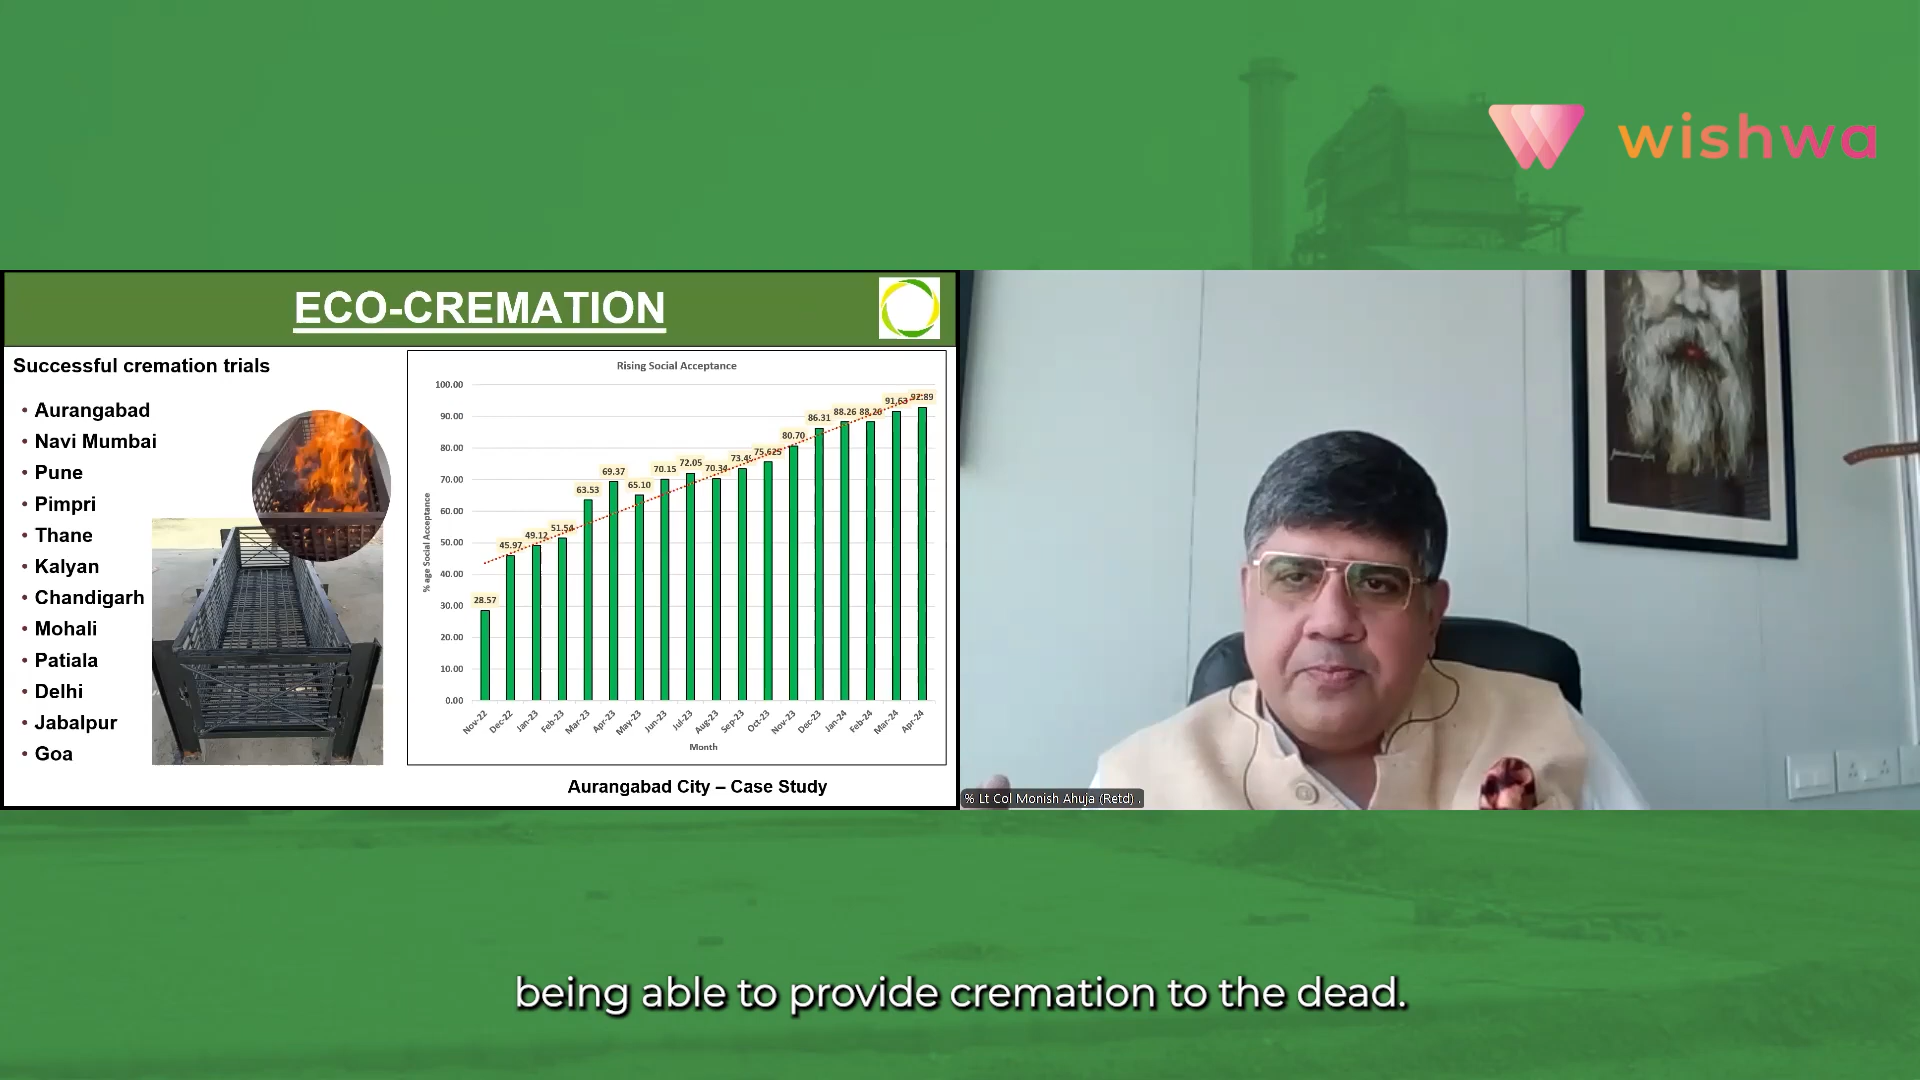 wishwa
ECO-CREMATION
Successful cremation trials
• Aurangabad
• Navi Mumbai
• Pune
• Pimpri
• Thane
• Kalyan
• Chandigarh
• Mohali
• Patiala
• Delhi
• Jabalpur
• Goa
Rising Social Acceptance
% age Social Acceptance
100.00
90.00
80.00
70.00
60.00
50.00
40.00
30.00
20.00
10.00
0.00
28.57
45.97
49.12
51.54
63.53
69.37
65.10
70.15
72.05
70.34
75.625
80.70
86.31
88.26
88.26
91.63
92.89
Nov-22
Dec-22
Jan-23
Feb-23
Mar-23
Apr-23
May-23
Jun-23
Jul-23
Aug-23
Sep-23
Oct-23
Nov-23
Dec-23
Jan-24
Feb-24
Mar-24
Apr-24
Month
Aurangabad City – Case Study
% Lt Col Monish Ahuja (Retd) .
being able to provide cremation to the dead.